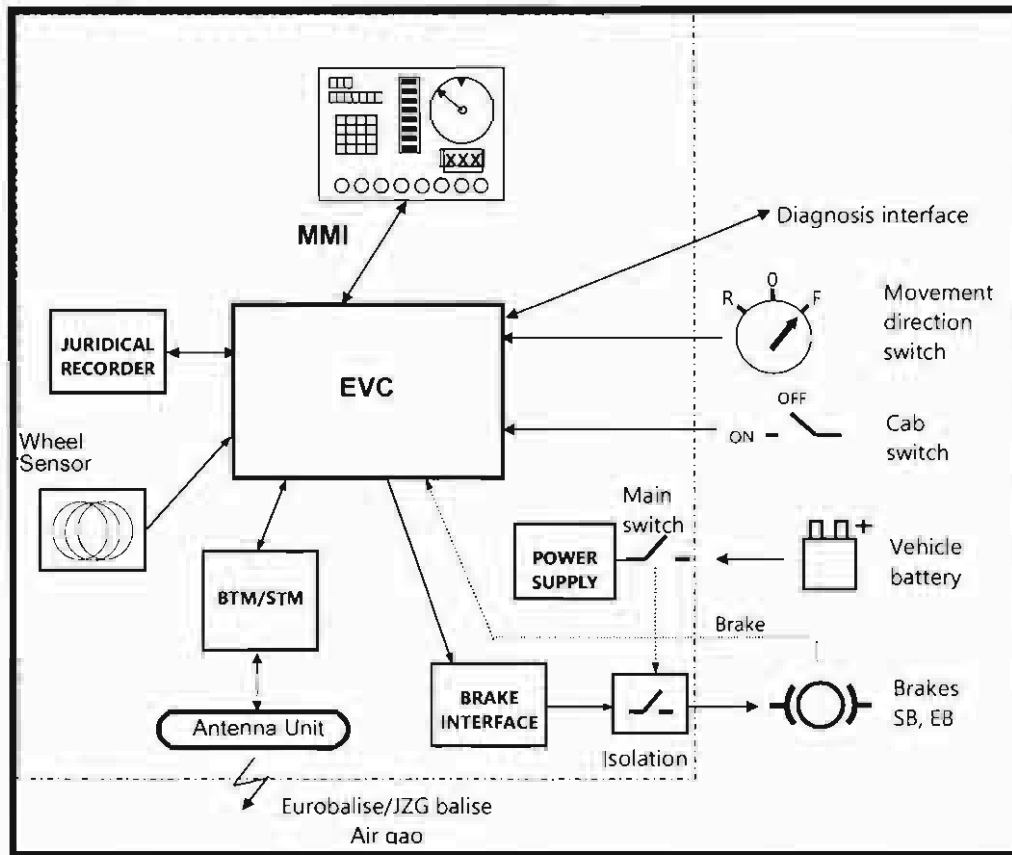 XXX
MMI
Diagnosis interface
R
0
F
Movement
direction
switch
JURIDICAL
RECORDER
EVC
OFF
ON
Cab
switch
Wheel
Sensor
Main
switch
POWER
SUPPLY
+
Vehicle
battery
BTM/STM
Brake
BRAKE
INTERFACE
Brakes
SB, EB
Antenna Unit
Isolation
Eurobalise/JZG balise
Air gao